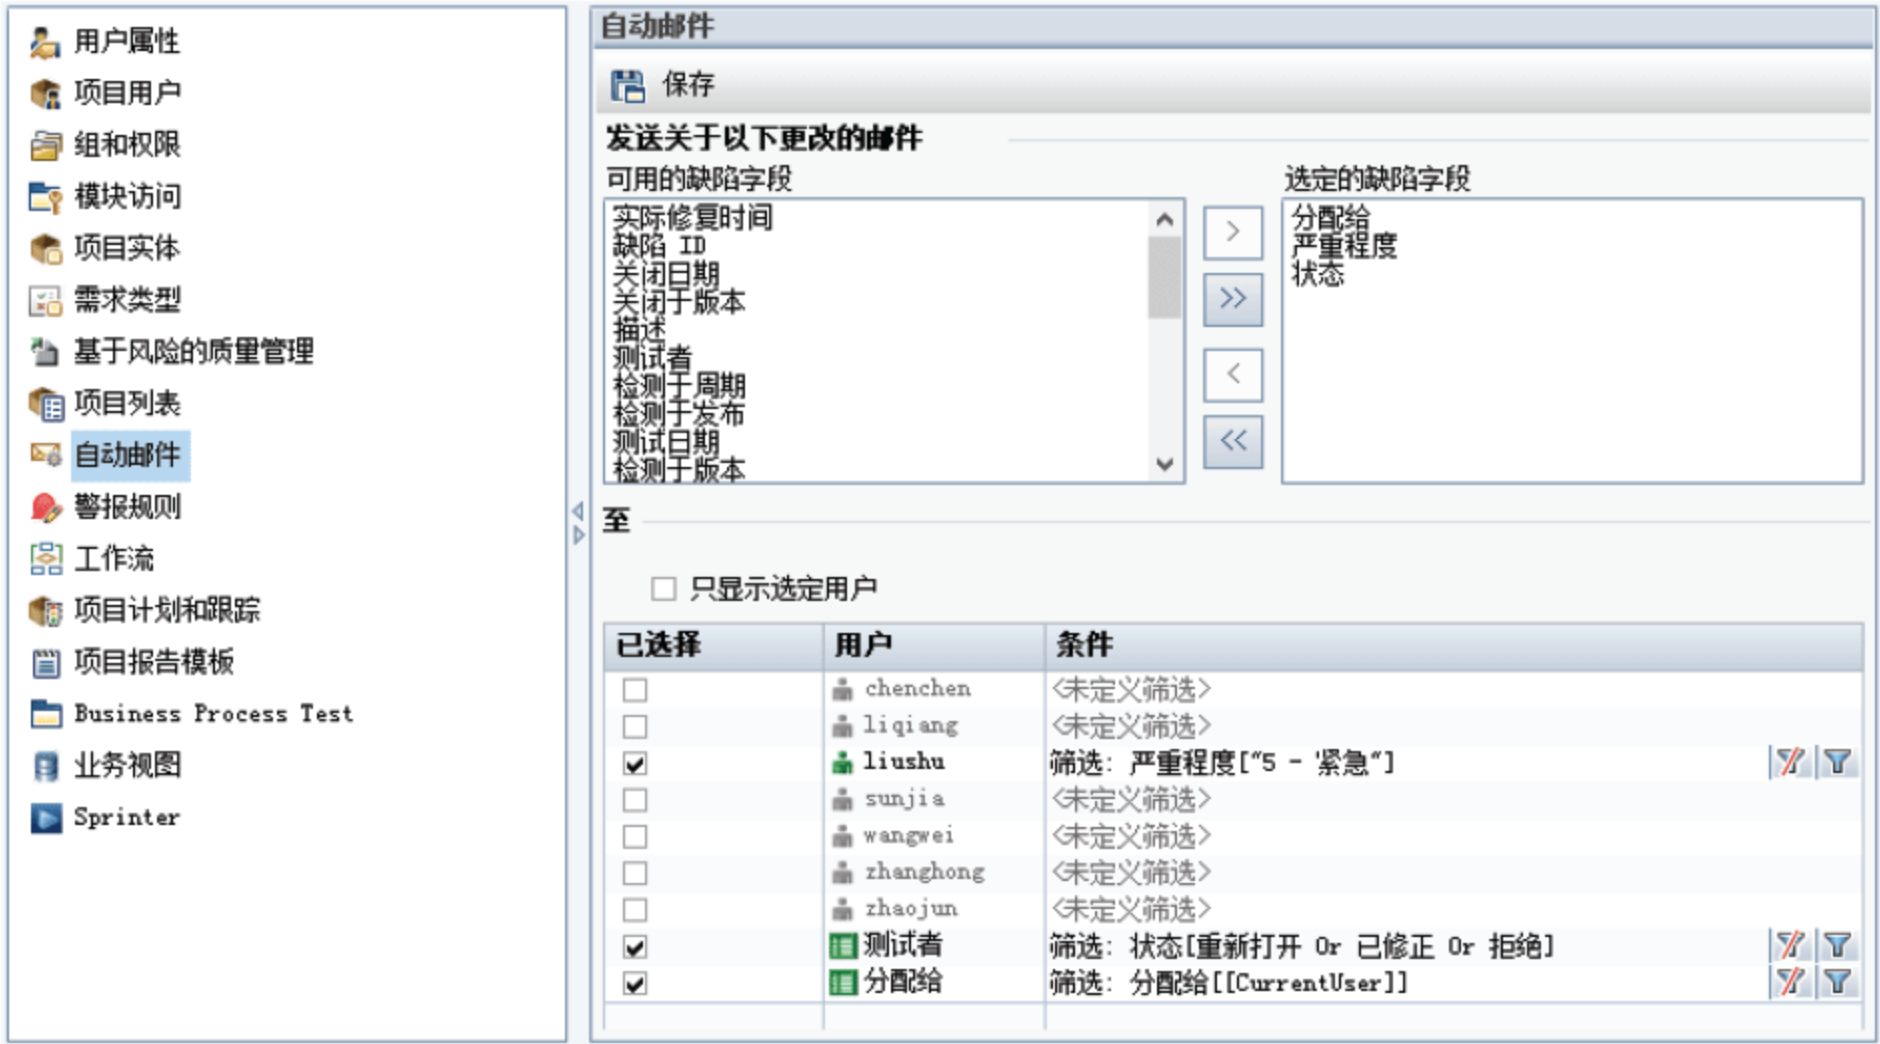 用户属性
项目用户
组和权限
模块访问
项目实体
需求类型
基于风险的质量管理
项目列表
自动邮件
警报规则
工作流
项目计划和跟踪
项目报告模板
Business Process Test
业务视图
Sprinter
自动邮件
保存
发送关于以下更改的邮件
可用的缺陷字段
实际修复时间
缺陷 ID
关闭日期
关闭于版本
描述
测试者
检测于周期
检测于发布
测试日期
检测于版本
>
>>
<
<<
选定的缺陷字段
分配给
严重程度
状态
至
只显示选定用户
已选择 用户 条件
chenchen <未定义筛选>
liqiang <未定义筛选>
liushu 筛选: 严重程度["5 - 紧急"]
sunjia <未定义筛选>
wangwei <未定义筛选>
zhanghong <未定义筛选>
zhaojun <未定义筛选>
测试者 筛选: 状态[重新打开 Or 已修正 Or 拒绝]
分配给 筛选: 分配给[[CurrentUser]]